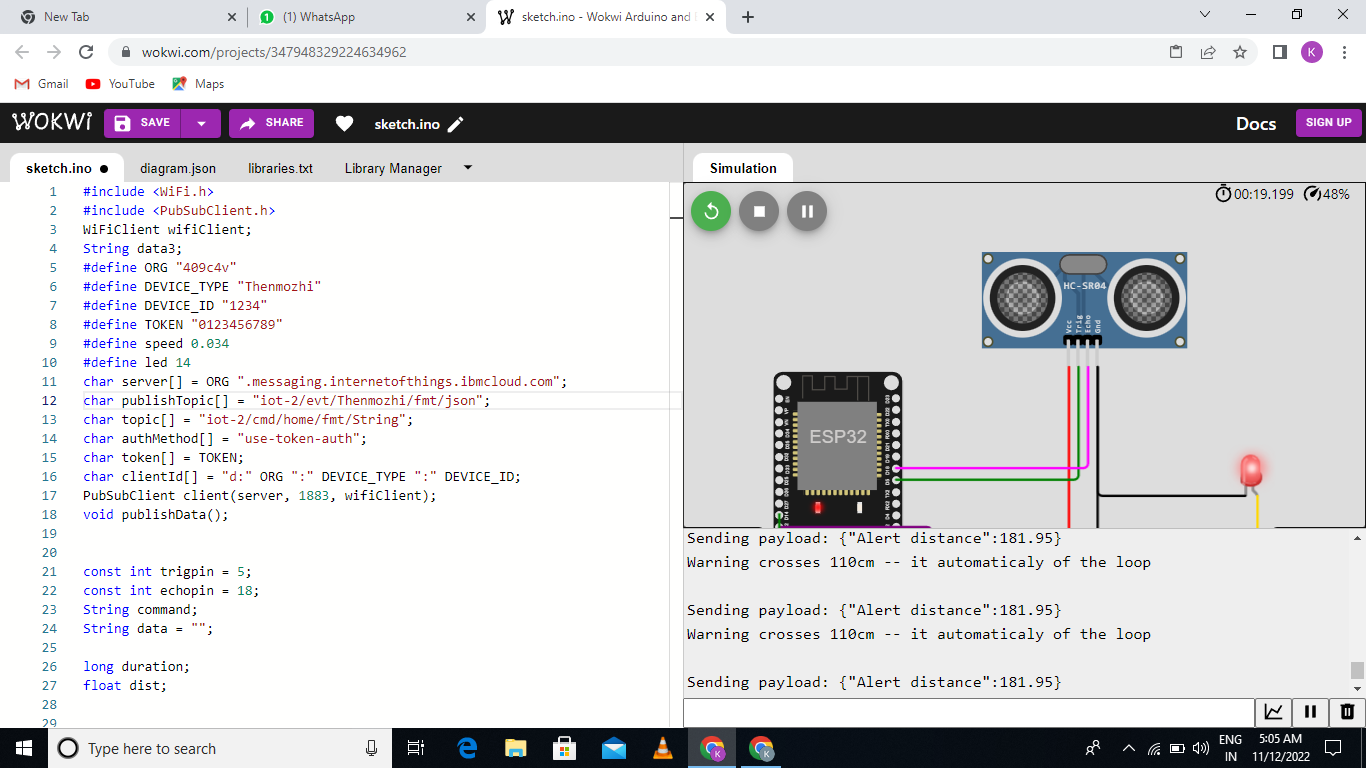 New Tab
(1) WhatsApp
sketch.ino - Wokwi Arduino and
wokwi.com/projects/347948329224634962
K
Gmail
YouTube
Maps
WOKWI
SAVE
SHARE
sketch.ino
Docs
SIGN UP
sketch.ino
diagram.json
libraries.txt
Library Manager
1 #include <WiFi.h>
2 #include <PubSubClient.h>
3 WiFiClient wifiClient;
4 String data3;
5 #define ORG "409c4v"
6 #define DEVICE_TYPE "Thenmozhi"
7 #define DEVICE_ID "1234"
8 #define TOKEN "0123456789"
9 #define speed 0.034
10 #define led 14
11 char server[] = ORG ".messaging.internetofthings.ibmcloud.com";
12 char publishTopic[] = "iot-2/evt/Thenmozhi/fmt/json";
13 char topic[] = "iot-2/cmd/home/fmt/String";
14 char authMethod[] = "use-token-auth";
15 char token[] = TOKEN;
16 char clientId[] = "d:" ORG ":" DEVICE_TYPE ":" DEVICE_ID;
17 PubSubClient client(server, 1883, wifiClient);
18 void publishData();
19
20
21 const int trigpin = 5;
22 const int echopin = 18;
23 String command;
24 String data = "";
25
26 long duration;
27 float dist;
28
29
Simulation
00:19.199
48%
HC-SR04
Vcc
Trig
Echo
Gnd
ESP32
Sending payload: {"Alert distance":181.95}
Warning crosses 110cm -- it automaticaly of the loop
Sending payload: {"Alert distance":181.95}
Warning crosses 110cm -- it automaticaly of the loop
Sending payload: {"Alert distance":181.95}
Type here to search
ENG
IN
5:05 AM
11/12/2022